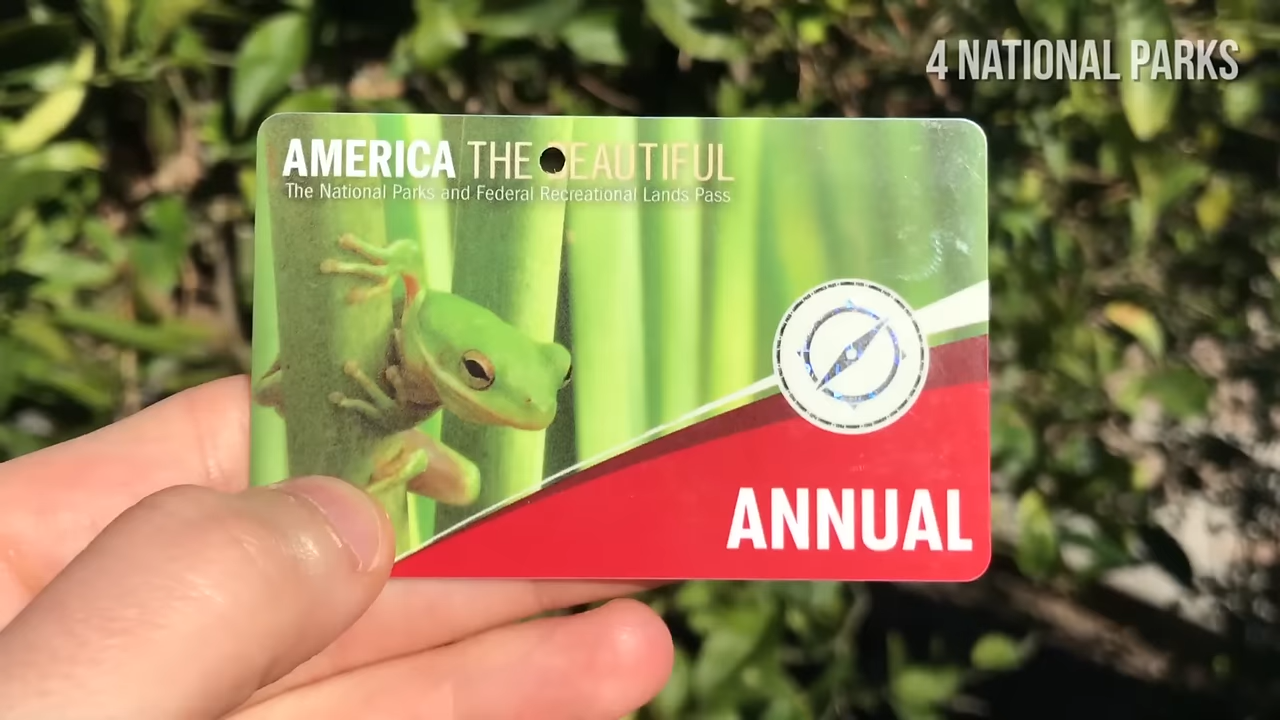 4 NATIONAL PARKS
AMERICA THE BEAUTIFUL
The National Parks and Federal Recreational Lands Pass
ANNUAL